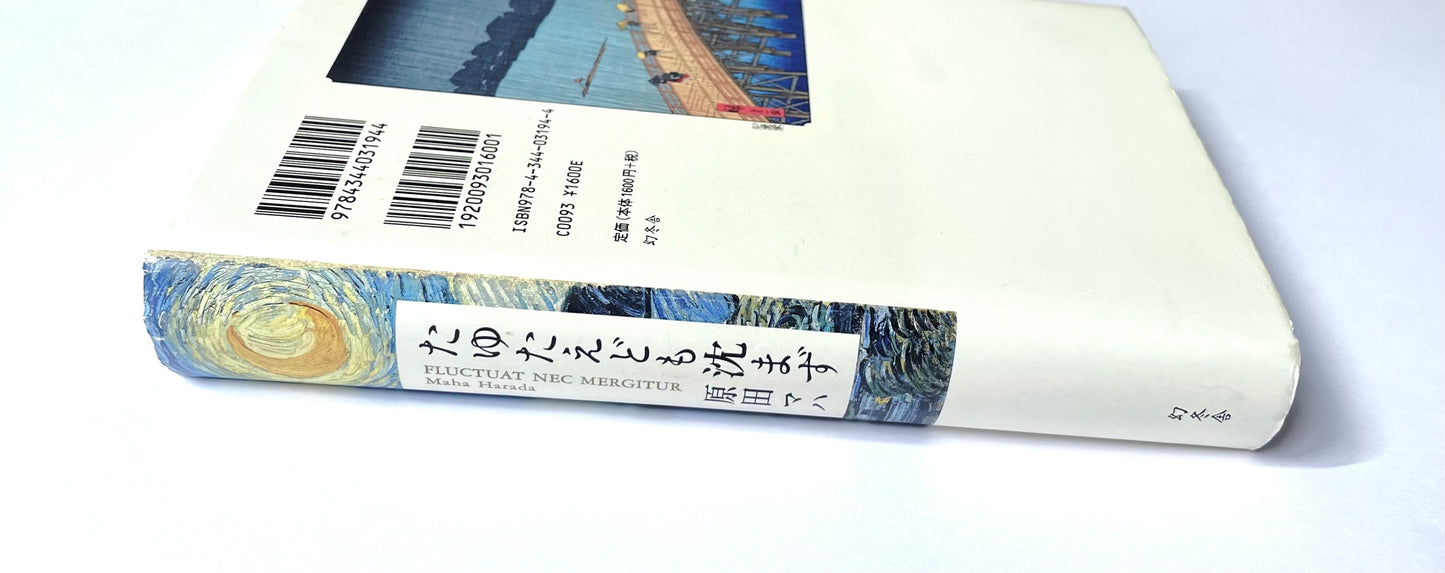 9784344031944
1920093016001
ISBN978-4-344-03194-4
C0093 ¥1600E
定価(本体1600円+税)
幻冬舎
たゆたえども沈まず
FLUCTUAT NEC MERGITUR
Maha Harada
原田マハ
幻冬舎